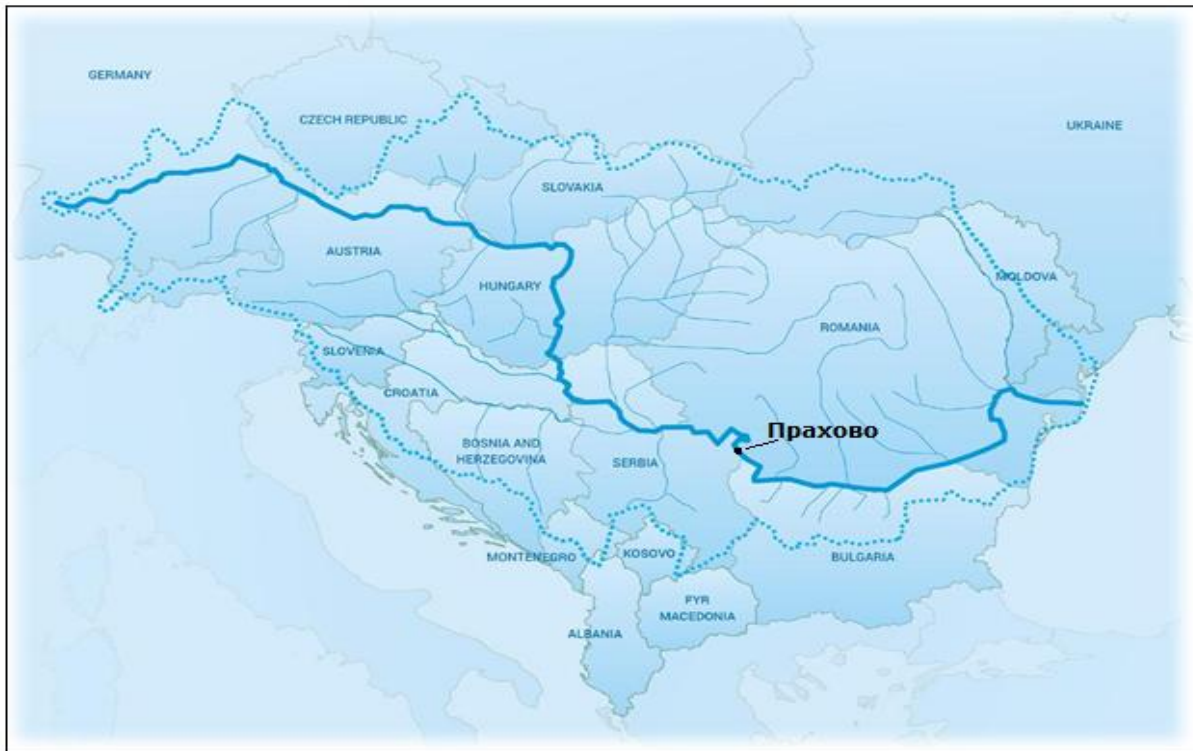 GERMANY
CZECH REPUBLIC
UKRAINE
SLOVAKIA
AUSTRIA
MOLDOVA
HUNGARY
ROMANIA
SLOVENIA
CROATIA
Прахово
BOSNIA AND
HERZEGOVINA
SERBIA
MONTENEGRO
KOSOVO
BULGARIA
FYR
MACEDONIA
ALBANIA